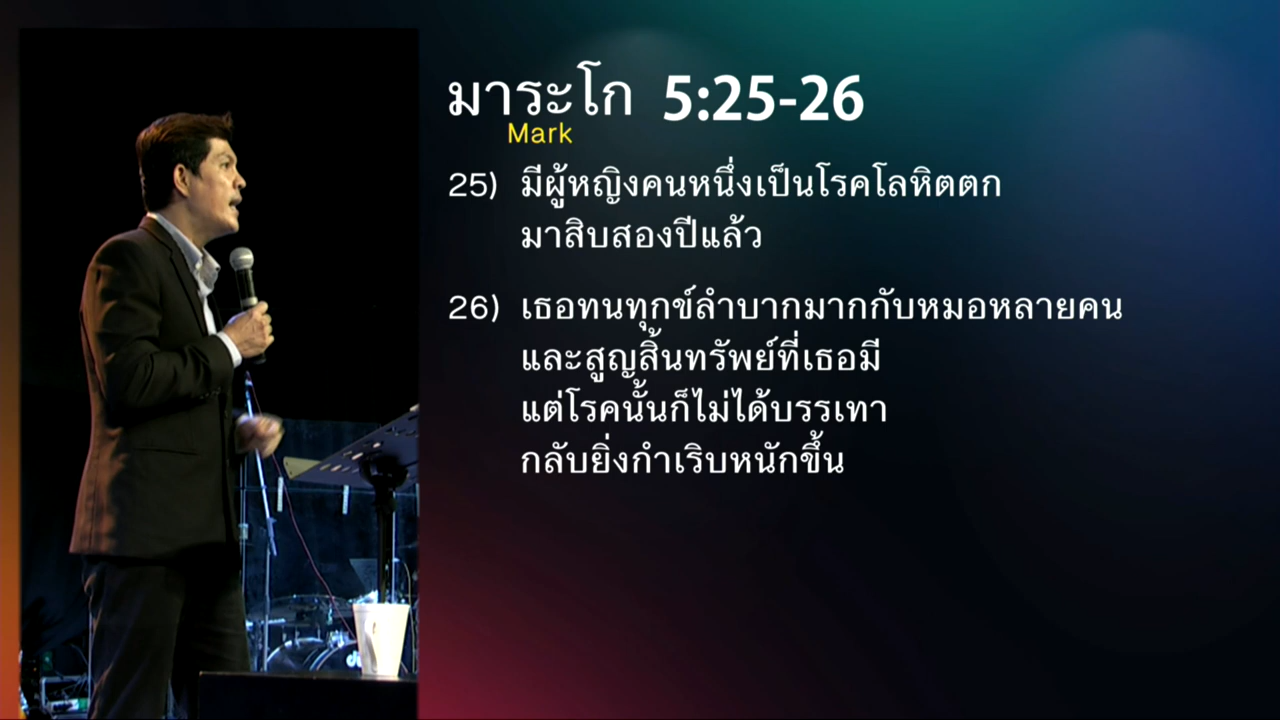 มาระโก 5:25-26
Mark
25) มีผู้หญิงคนหนึ่งเป็นโรคโลหิตตก
มาสิบสองปีแล้ว
26) เธอทนทุกข์ลำบากมากกับหมอหลายคน
และสูญสิ้นทรัพย์ที่เธอมี
แต่โรคนั้นก็ไม่ได้บรรเทา
กลับยิ่งกำเริบหนักขึ้น